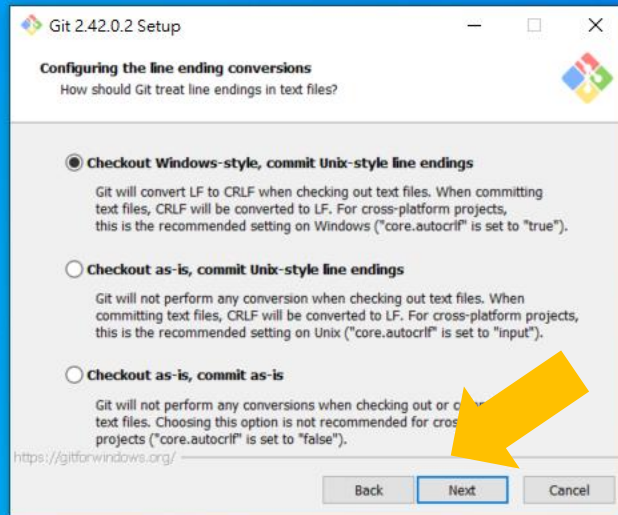 Git 2.42.0.2 Setup
Configuring the line ending conversions
How should Git treat line endings in text files?
Checkout Windows-style, commit Unix-style line endings
Git will convert LF to CRLF when checking out text files. When committing
text files, CRLF will be converted to LF. For cross-platform projects,
this is the recommended setting on Windows ("core.autocrlf" is set to "true").
Checkout as-is, commit Unix-style line endings
Git will not perform any conversion when checking out text files. When
committing text files, CRLF will be converted to LF. For cross-platform projects,
this is the recommended setting on Unix ("core.autocrlf" is set to "input").
Checkout as-is, commit as-is
Git will not perform any conversions when checking out or
text files. Choosing this option is not recommended for
projects ("core.autocrlf" is set to "false").
https://gitforwindows.org/
Back Next Cancel